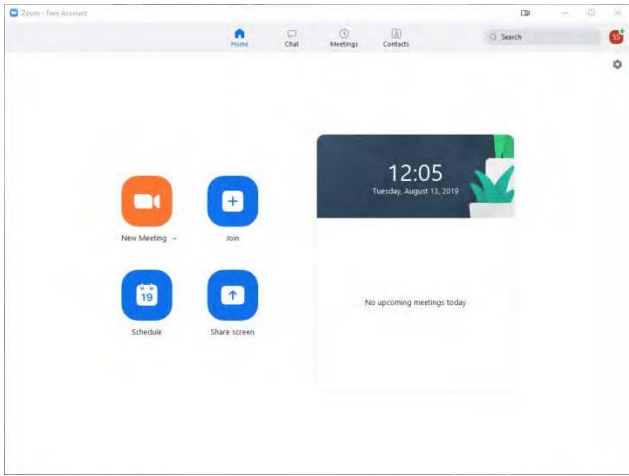 Zoom - Free Account
Home
Chat
Meetings
Contacts
Search
SS
12:05
Tuesday, August 13, 2019
New Meeting
Join
19
Schedule
Share screen
No upcoming meetings today